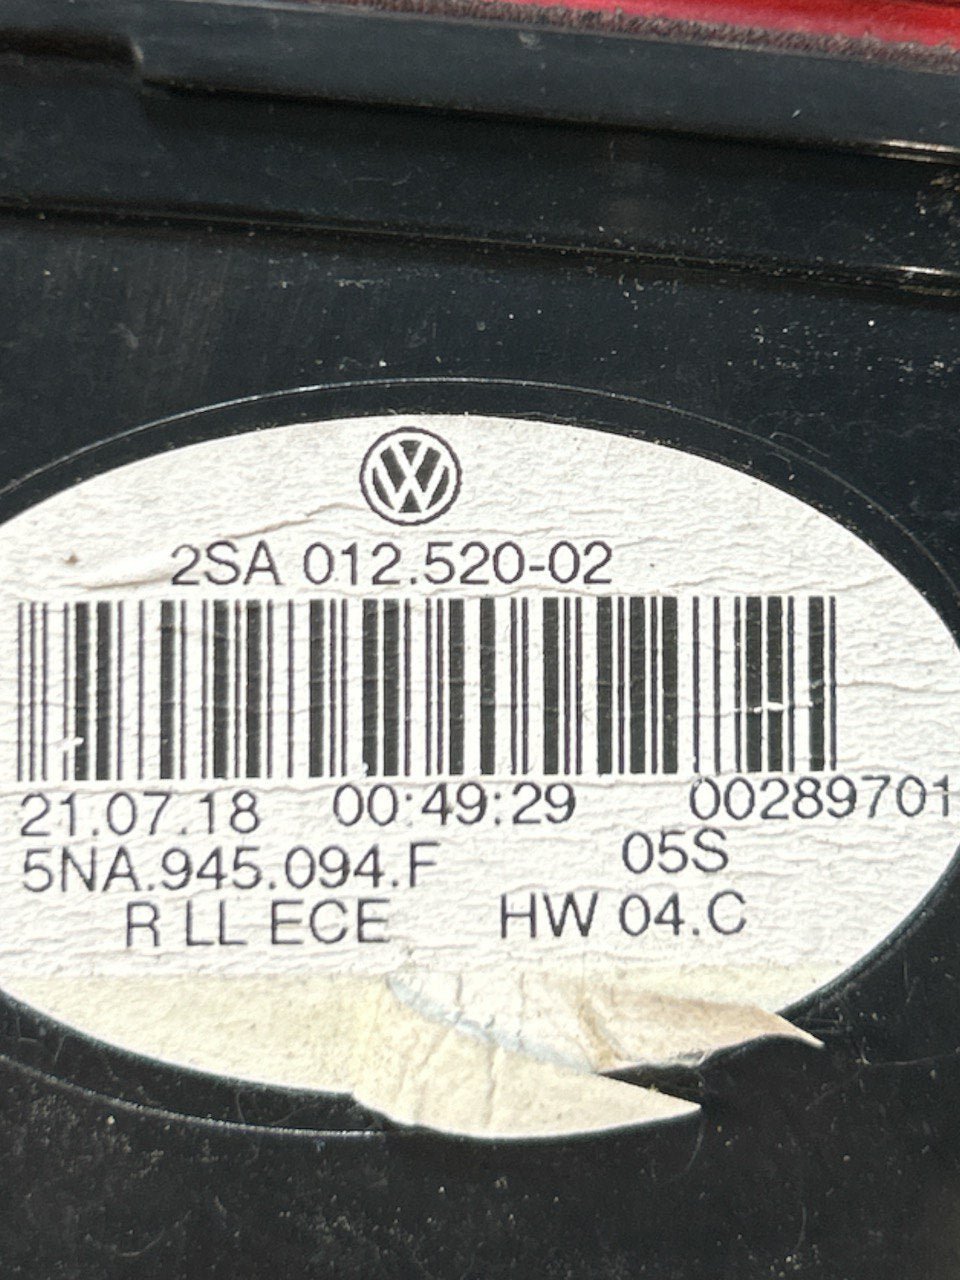 2SA 012.520-02
21.07.18 00:49:29 00289701
5NA.945.094.F 05S
R LL ECE HW 04.C